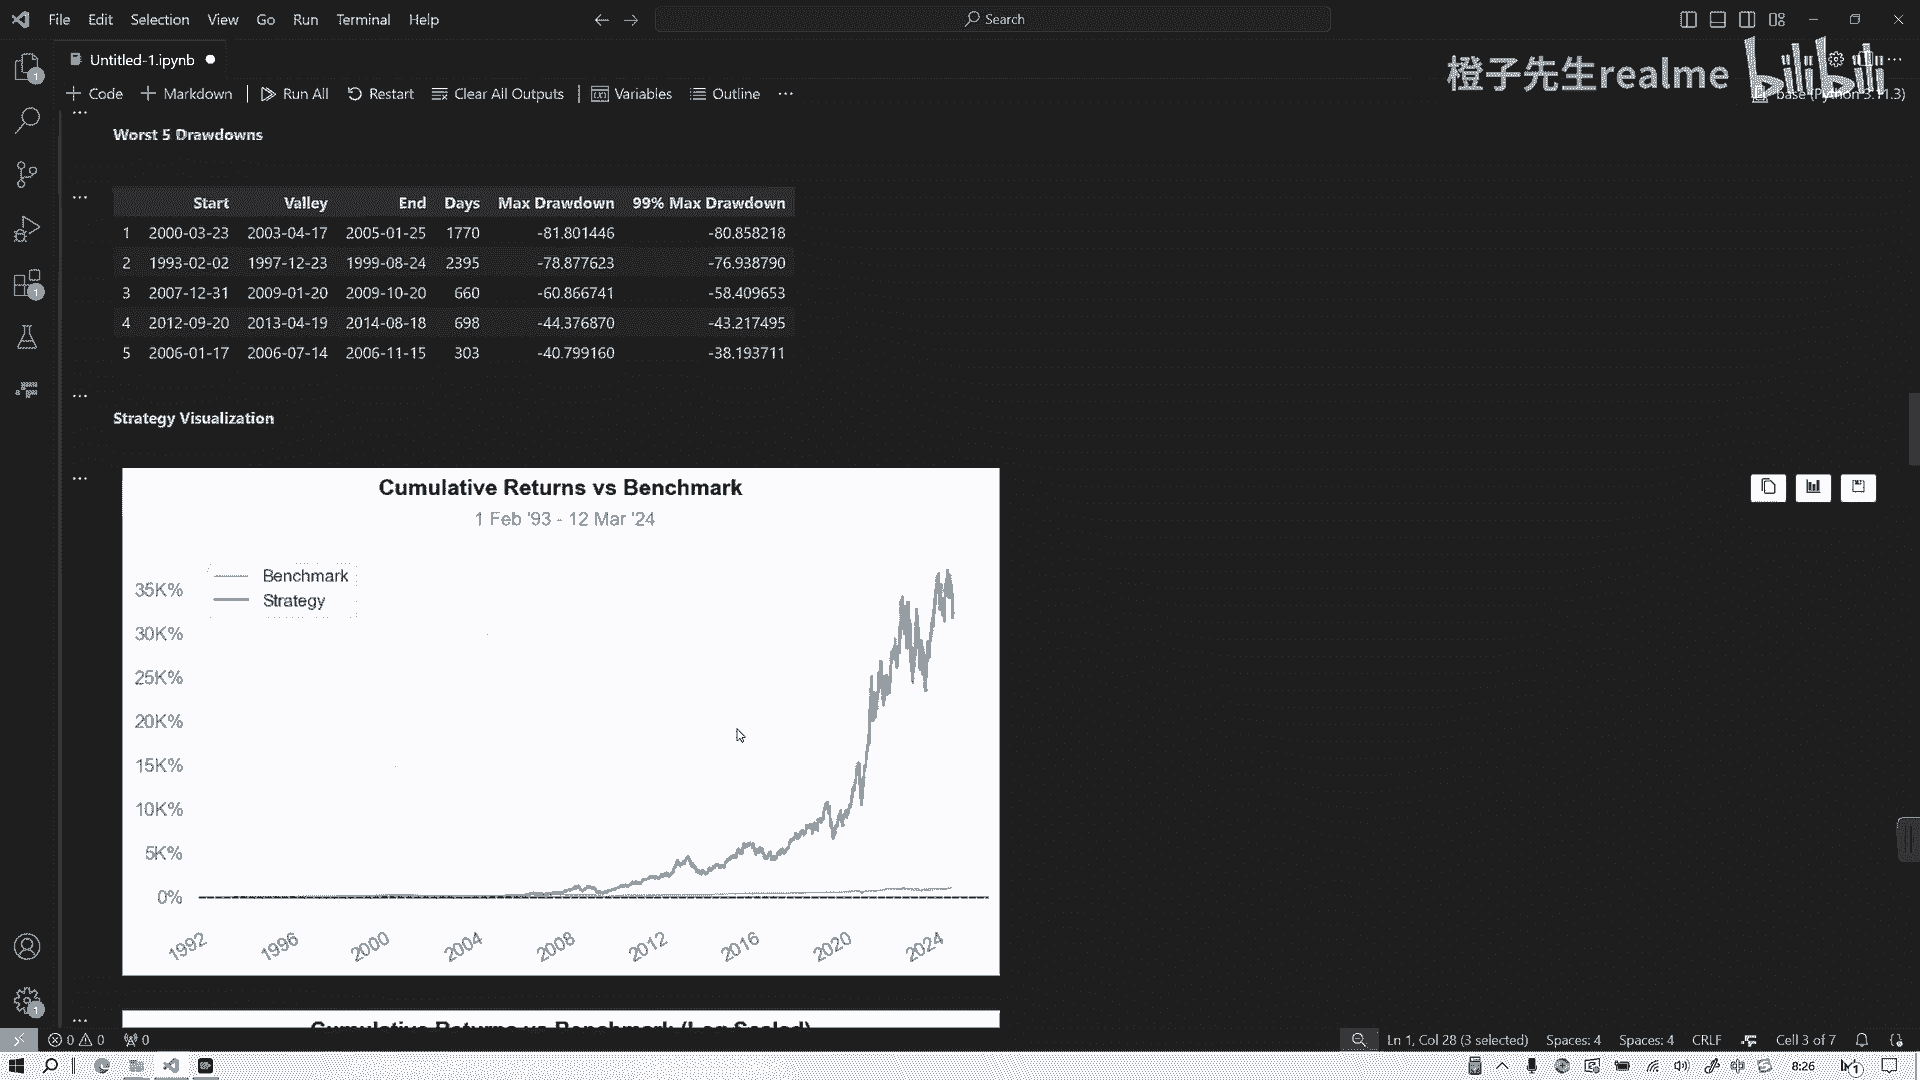 File Edit Selection View Go Run Terminal Help
Search
Untitled-1.ipynb
橙子先生realme
bilibili
Code Markdown Run All Restart Clear All Outputs Variables Outline
base (Python 3.11.3)
Worst 5 Drawdowns
Start Valley End Days Max Drawdown 99% Max Drawdown
1 2000-03-23 2003-04-17 2005-01-25 1770 -81.801446 -80.858218
2 1993-02-02 1997-12-23 1999-08-24 2395 -78.877623 -76.938790
3 2007-12-31 2009-01-20 2009-10-20 660 -60.866741 -58.409653
4 2012-09-20 2013-04-19 2014-08-18 698 -44.376870 -43.217495
5 2006-01-17 2006-07-14 2006-11-15 303 -40.799160 -38.193711
Strategy Visualization
Cumulative Returns vs Benchmark
1 Feb '93 - 12 Mar '24
Benchmark
Strategy
35K%
30K%
25K%
20K%
15K%
10K%
5K%
0%
1992 1996 2000 2004 2008 2012 2016 2020 2024
Cumulative Returns vs Benchmark (Log Scaled)
0 0 0
Ln 1, Col 28 (3 selected) Spaces: 4 Spaces: 4 CRLF Cell 3 of 7
中 8:26